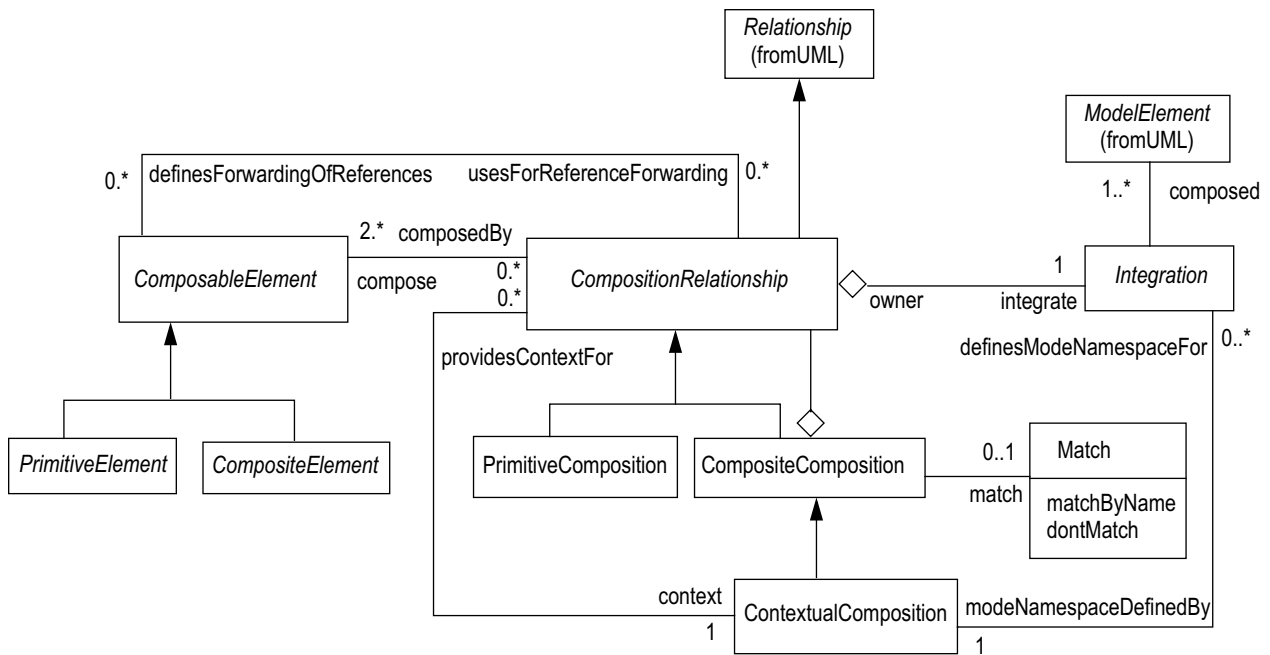 Relationship
(fromUML)
ModelElement
(fromUML)
0.*
definesForwardingOfReferences
usesForReferenceForwarding
0.*
1..*
composed
2.*
composedBy
ComposableElement
compose
0.*
0.*
CompositionRelationship
owner
1
integrate
Integration
providesContextFor
definesModeNamespaceFor
0..*
PrimitiveElement
CompositeElement
PrimitiveComposition
CompositeComposition
0..1
match
Match
matchByName
dontMatch
context
1
ContextualComposition
modeNamespaceDefinedBy
1